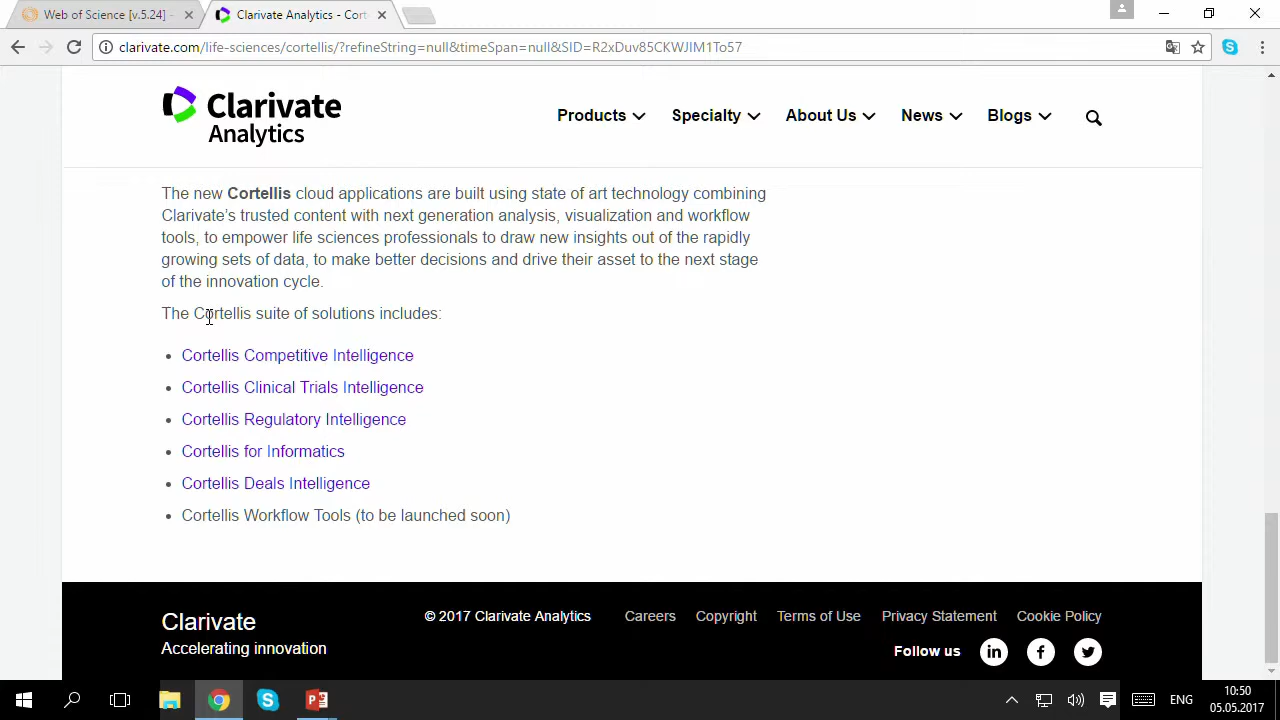 Web of Science [v.5.24] -
Clarivate Analytics - Cort
clarivate.com/life-sciences/cortellis/?refineString=null&timeSpan=null&SID=R2xDuv85CKWJIM1To57
Clarivate
Analytics
Products
Specialty
About Us
News
Blogs
The new Cortellis cloud applications are built using state of art technology combining
Clarivate's trusted content with next generation analysis, visualization and workflow
tools, to empower life sciences professionals to draw new insights out of the rapidly
growing sets of data, to make better decisions and drive their asset to the next stage
of the innovation cycle.
The Cortellis suite of solutions includes:
• Cortellis Competitive Intelligence
• Cortellis Clinical Trials Intelligence
• Cortellis Regulatory Intelligence
• Cortellis for Informatics
• Cortellis Deals Intelligence
• Cortellis Workflow Tools (to be launched soon)
Clarivate
Accelerating innovation
© 2017 Clarivate Analytics
Careers
Copyright
Terms of Use
Privacy Statement
Cookie Policy
Follow us
ENG
10:50
05.05.2017